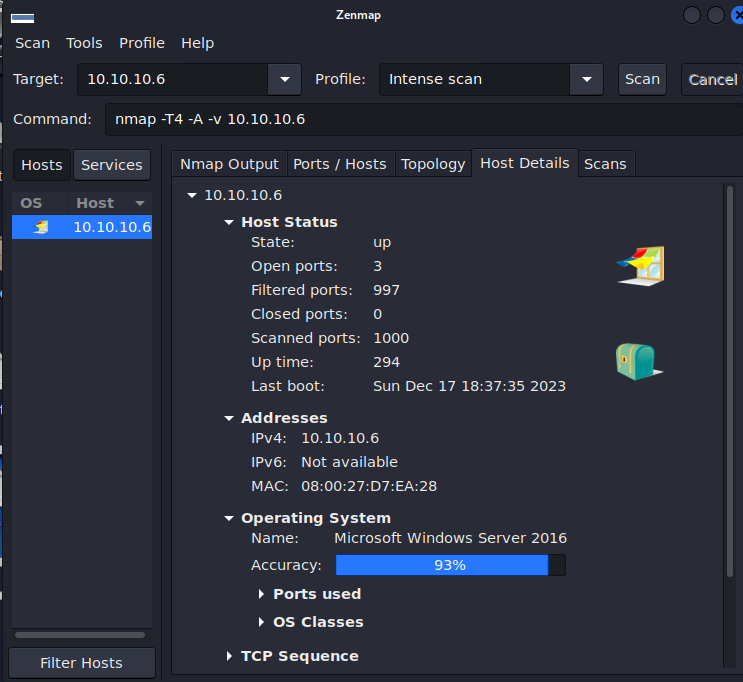 Zenmap
Scan Tools Profile Help
Target: 10.10.10.6 Profile: Intense scan Scan Cancel
Command: nmap -T4 -A -v 10.10.10.6
Hosts Services
Nmap Output Ports / Hosts Topology Host Details Scans
OS Host
10.10.10.6
10.10.10.6
Host Status
State: up
Open ports: 3
Filtered ports: 997
Closed ports: 0
Scanned ports: 1000
Up time: 294
Last boot: Sun Dec 17 18:37:35 2023
Addresses
IPv4: 10.10.10.6
IPv6: Not available
MAC: 08:00:27:D7:EA:28
Operating System
Name: Microsoft Windows Server 2016
Accuracy: 93%
Ports used
OS Classes
TCP Sequence
Filter Hosts